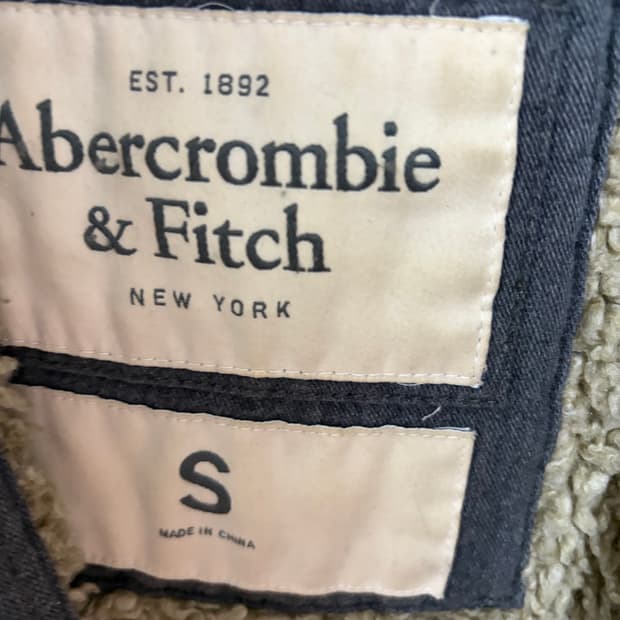 EST. 1892
Abercrombie
& Fitch
NEW YORK
S
MADE IN CHINA